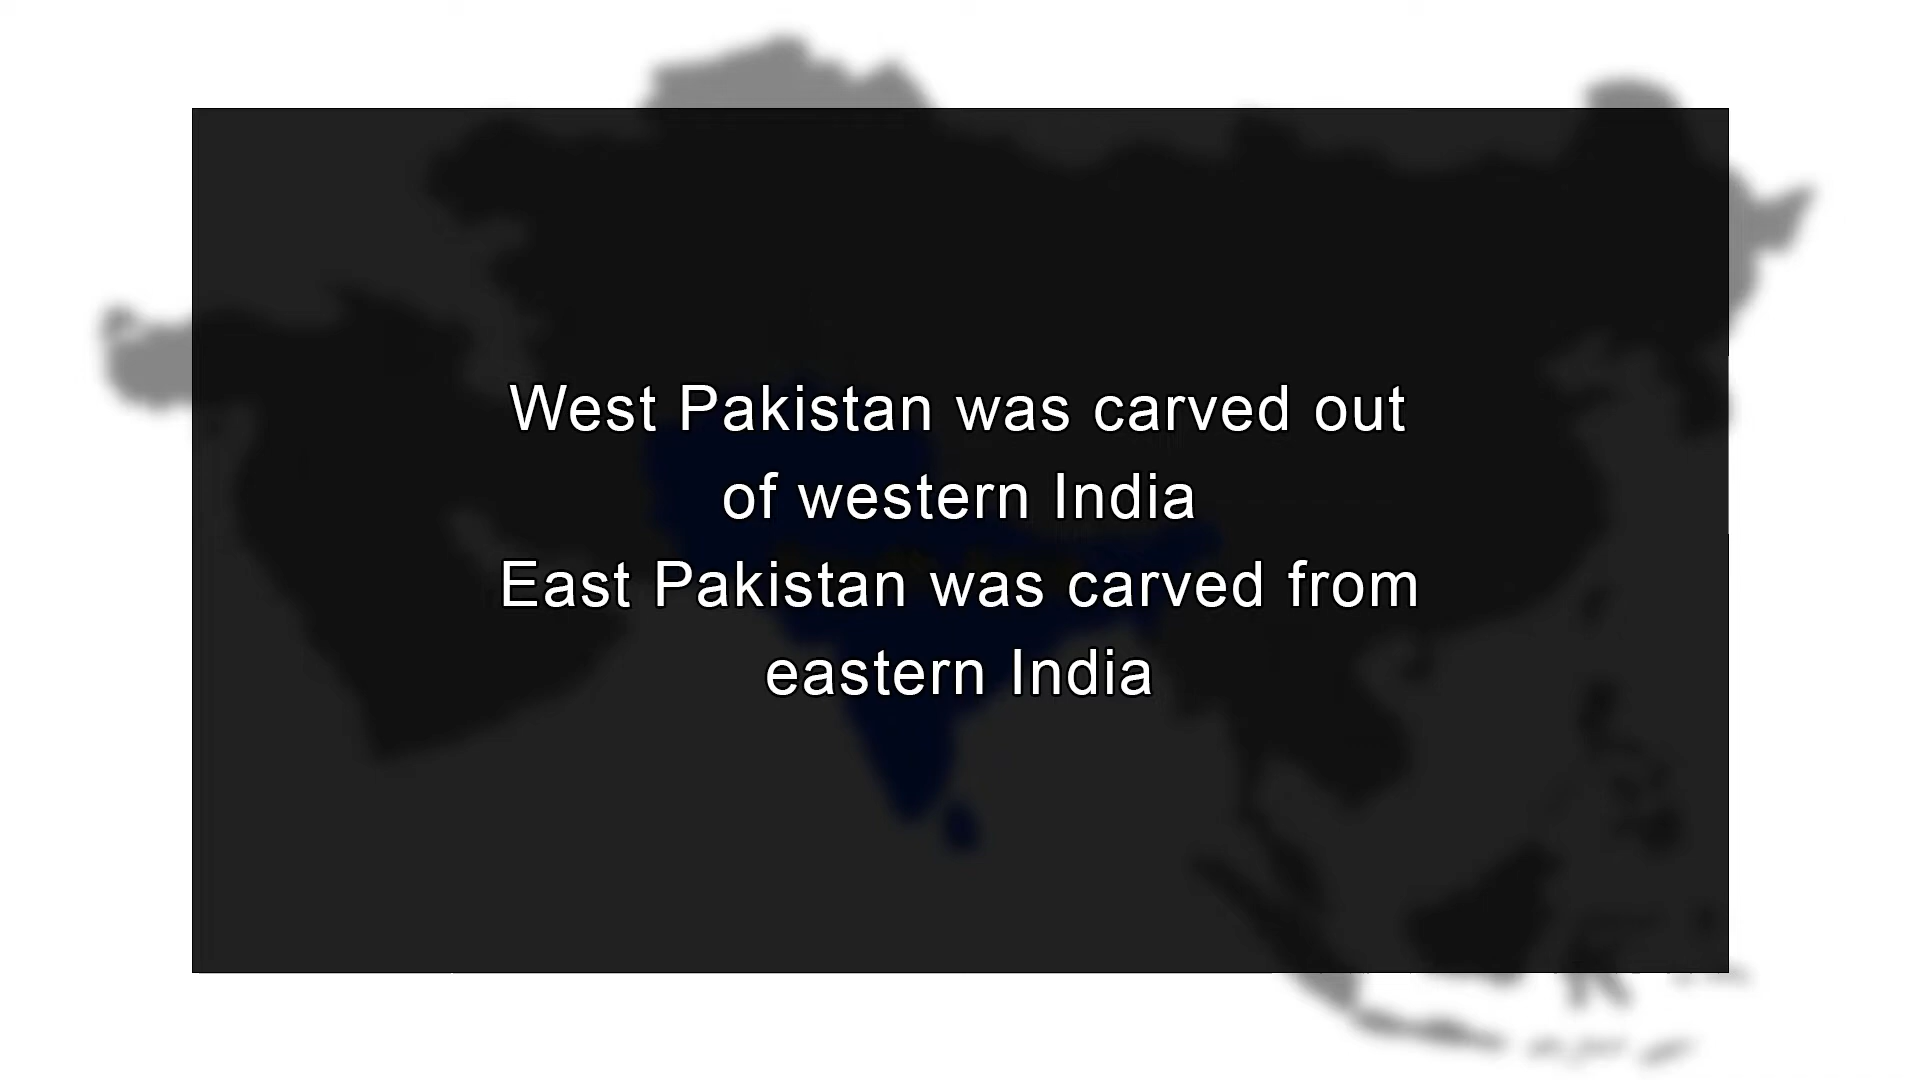 West Pakistan was carved out
of western India
East Pakistan was carved from
eastern India